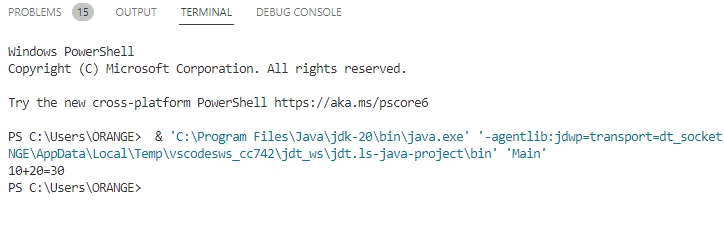 PROBLEMS 15 OUTPUT TERMINAL DEBUG CONSOLE
Windows PowerShell
Copyright (C) Microsoft Corporation. All rights reserved.
Try the new cross-platform PowerShell https://aka.ms/pscore6
PS C:\Users\ORANGE>  & 'C:\Program Files\Java\jdk-20\bin\java.exe' '-agentlib:jdwp=transport=dt_socket
NGE\AppData\Local\Temp\vscodesws_cc742\jdt_ws\jdt.ls-java-project\bin' 'Main'
10+20=30
PS C:\Users\ORANGE>